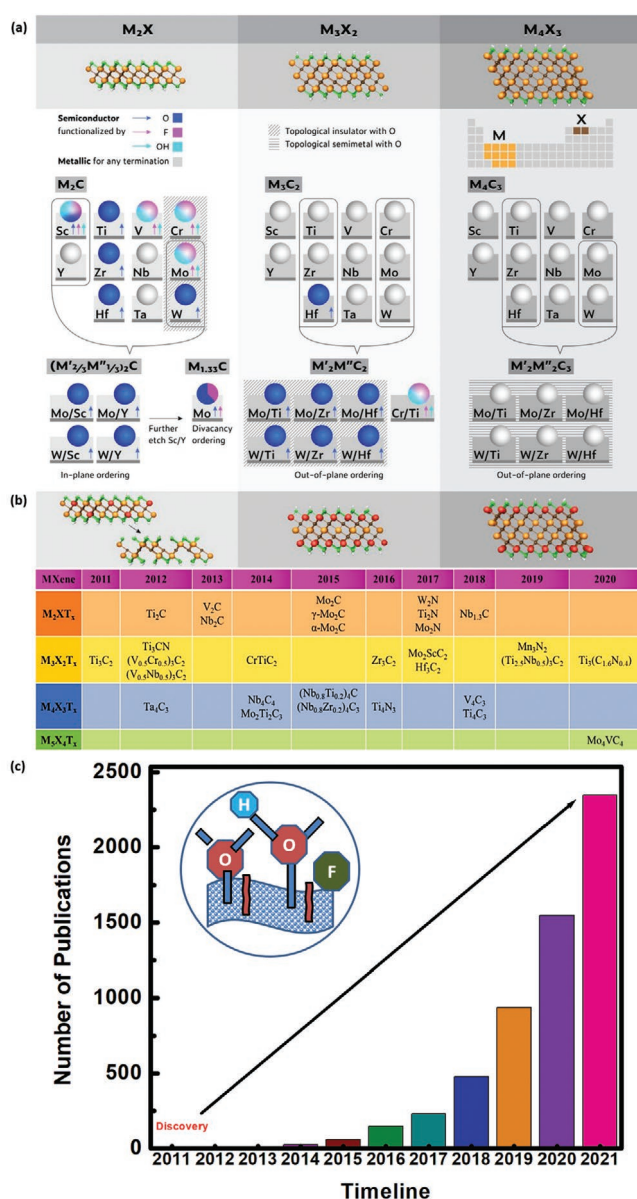 (a)
M₂X M₃X₂ M₄X₃
Semiconductor
functionalized by
O
F
OH
Metallic for any termination
Topological insulator with O
Topological semimetal with O
M
X
M₂C
Sc Ti V Cr
Y Zr Nb Mo
Hf Ta W
M₃C₂
Sc Ti V Cr
Y Zr Nb Mo
Hf Ta W
M₄C₃
Sc Ti V Cr
Y Zr Nb Mo
Hf Ta W
(M'₂/₃M"₁/₃)₂C
M₁.₃₃C
Mo/Sc Mo/Y
Mo
W/Sc W/Y
Further
etch Sc/Y
Divacancy
ordering
In-plane ordering
M'₂M"C₂
Mo/Ti Mo/Zr Mo/Hf Cr/Ti
W/Ti W/Zr W/Hf
Out-of-plane ordering
M'₂M"₂C₃
Mo/Ti Mo/Zr Mo/Hf
W/Ti W/Zr W/Hf
Out-of-plane ordering
(b)
MXene 2011 2012 2013 2014 2015 2016 2017 2018 2019 2020
M₂XTₓ Ti₂C V₂C Nb₂C Mo₂C γ-Mo₂C α-Mo₂C W₂N Ti₂N Mo₂N Nb₁.₃C
M₃X₂Tₓ Ti₃C₂ Ti₃CN (V₀.₅Cr₀.₅)₃C₂ (V₀.₅Nb₀.₅)₃C₂ CrTiC₂ Zr₃C₂ Mo₂ScC₂ Hf₃C₂ Mn₃N₂ (Ti₂.₅Nb₀.₅)₃C₂ Ti₃(C₁.₆N₀.₄)
M₄X₃Tₓ Ta₄C₃ Nb₄C₄ Mo₂Ti₂C₃ (Nb₀.₈Ti₀.₂)₄C (Nb₀.₈Zr₀.₂)₄C₃ Ti₄N₃ V₄C₃ Ti₄C₃
M₅X₄Tₓ Mo₄VC₄
(c)
2500
2000
1500
1000
500
0
Number of Publications
H
O
O
F
Discovery
2011 2012 2013 2014 2015 2016 2017 2018 2019 2020 2021
Timeline